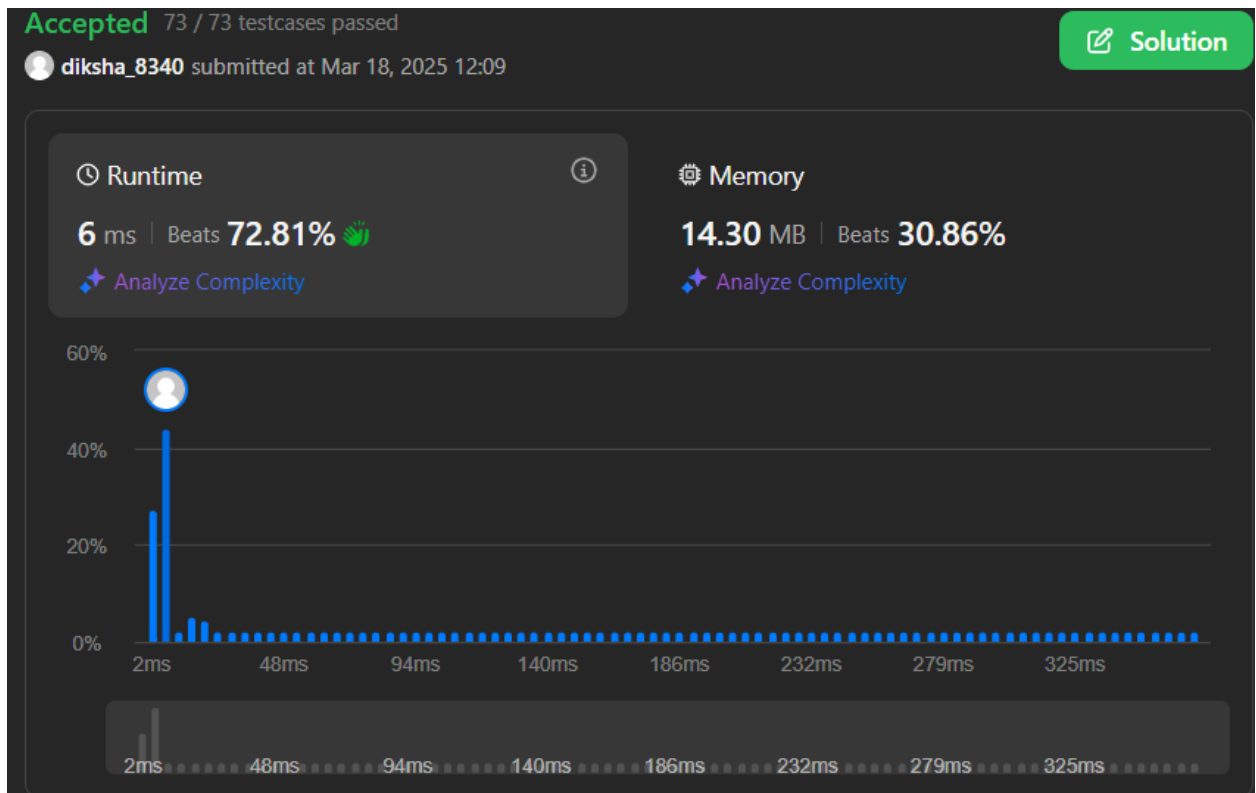 Accepted 73 / 73 testcases passed
Solution
diksha_8340 submitted at Mar 18, 2025 12:09
Runtime
6 ms | Beats 72.81%
Analyze Complexity
Memory
14.30 MB | Beats 30.86%
Analyze Complexity
60%
40%
20%
0%
2ms 48ms 94ms 140ms 186ms 232ms 279ms 325ms
2ms 48ms 94ms 140ms 186ms 232ms 279ms 325ms